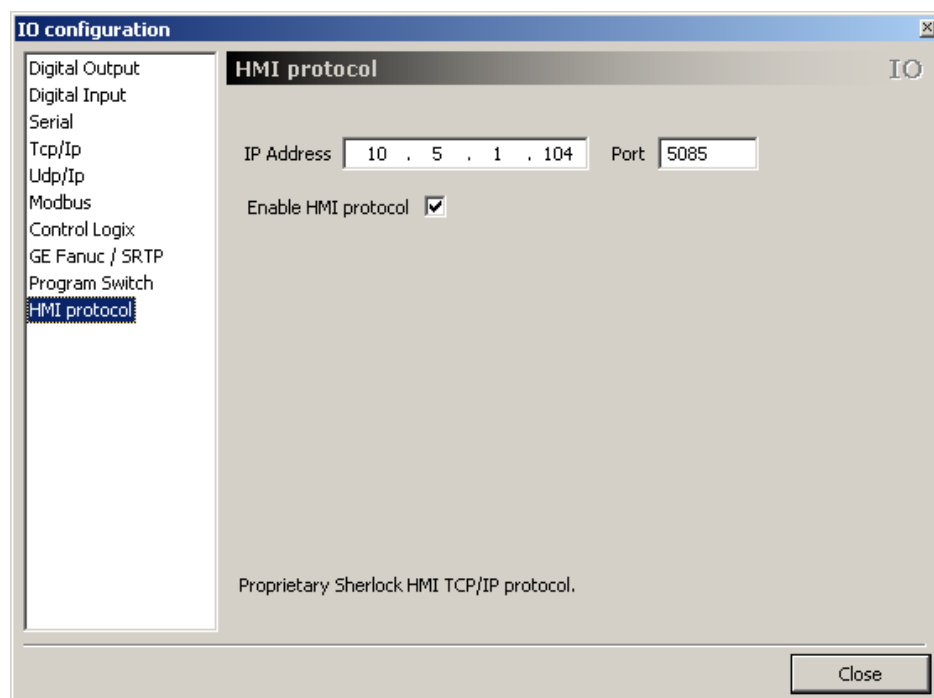 IO configuration
Digital Output
Digital Input
Serial
Tcp/Ip
Udp/Ip
Modbus
Control Logix
GE Fanuc / SRTP
Program Switch
HMI protocol
HMI protocol IO
IP Address 10 . 5 . 1 . 104 Port 5085
Enable HMI protocol
Proprietary Sherlock HMI TCP/IP protocol.
Close